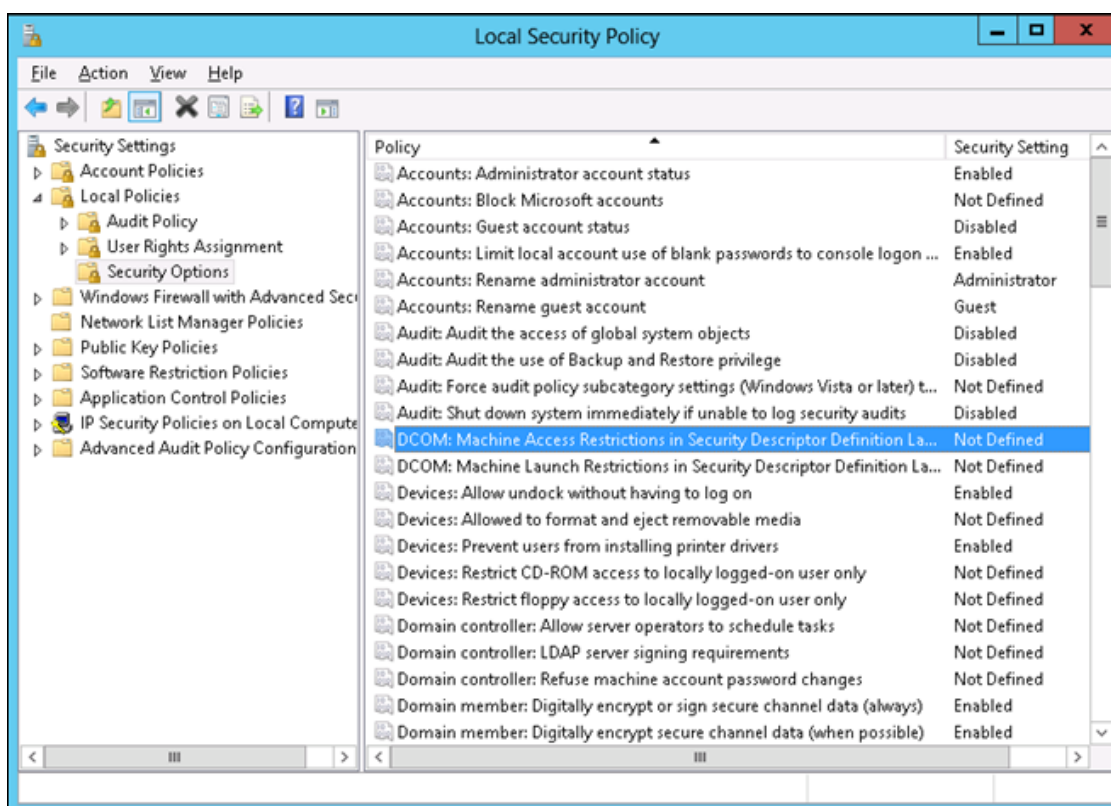 Local Security Policy
File Action View Help
Security Settings
Account Policies
Local Policies
Audit Policy
User Rights Assignment
Security Options
Windows Firewall with Advanced Secu
Network List Manager Policies
Public Key Policies
Software Restriction Policies
Application Control Policies
IP Security Policies on Local Compute
Advanced Audit Policy Configuration
Policy Security Setting
Accounts: Administrator account status Enabled
Accounts: Block Microsoft accounts Not Defined
Accounts: Guest account status Disabled
Accounts: Limit local account use of blank passwords to console logon ... Enabled
Accounts: Rename administrator account Administrator
Accounts: Rename guest account Guest
Audit: Audit the access of global system objects Disabled
Audit: Audit the use of Backup and Restore privilege Disabled
Audit: Force audit policy subcategory settings (Windows Vista or later) t... Not Defined
Audit: Shut down system immediately if unable to log security audits Disabled
DCOM: Machine Access Restrictions in Security Descriptor Definition La... Not Defined
DCOM: Machine Launch Restrictions in Security Descriptor Definition La... Not Defined
Devices: Allow undock without having to log on Enabled
Devices: Allowed to format and eject removable media Not Defined
Devices: Prevent users from installing printer drivers Enabled
Devices: Restrict CD-ROM access to locally logged-on user only Not Defined
Devices: Restrict floppy access to locally logged-on user only Not Defined
Domain controller: Allow server operators to schedule tasks Not Defined
Domain controller: LDAP server signing requirements Not Defined
Domain controller: Refuse machine account password changes Not Defined
Domain member: Digitally encrypt or sign secure channel data (always) Enabled
Domain member: Digitally encrypt secure channel data (when possible) Enabled